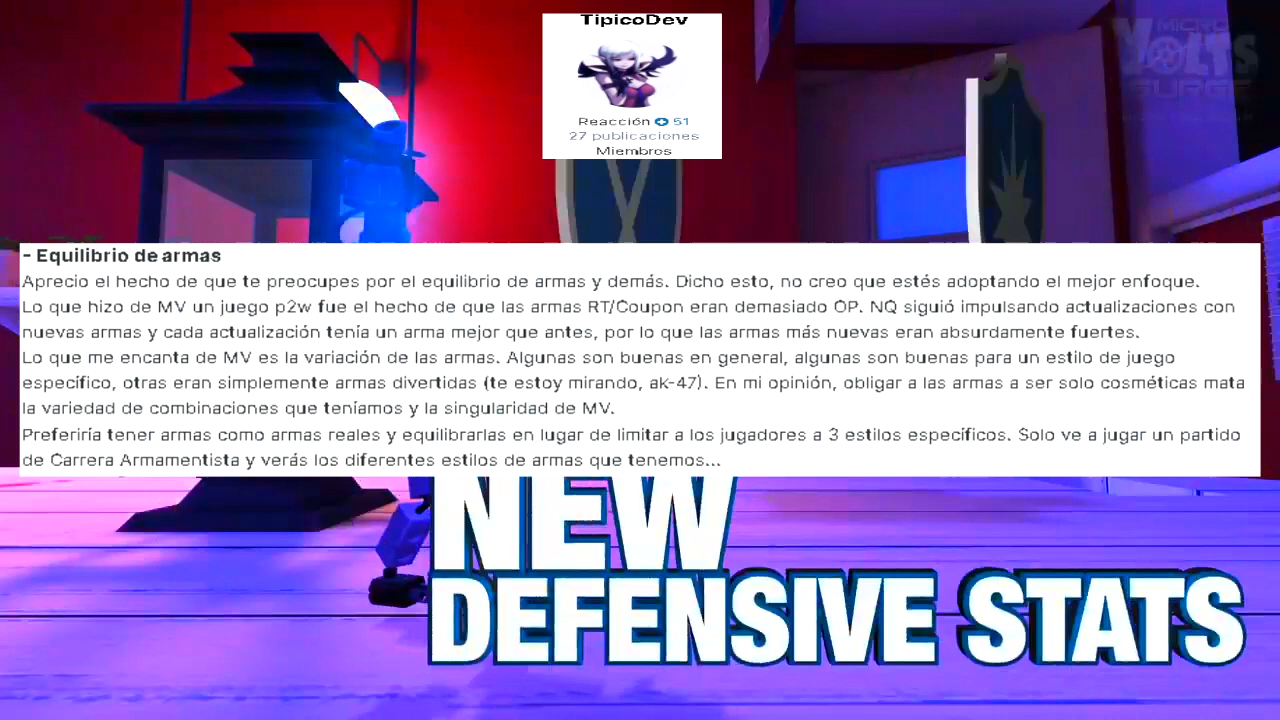 TipicoDev
Reacción 51
27 publicaciones
Miembros
MICRO
VOLTS
SURGE
- Equilibrio de armas
Aprecio el hecho de que te preocupes por el equilibrio de armas y demás. Dicho esto, no creo que estés adoptando el mejor enfoque.
Lo que hizo de MV un juego p2w fue el hecho de que las armas RT/Coupon eran demasiado OP. NQ siguió impulsando actualizaciones con
nuevas armas y cada actualización tenía un arma mejor que antes, por lo que las armas más nuevas eran absurdamente fuertes.
Lo que me encanta de MV es la variación de las armas. Algunas son buenas en general, algunas son buenas para un estilo de juego
específico, otras eran simplemente armas divertidas (te estoy mirando, ak-47). En mi opinión, obligar a las armas a ser solo cosméticas mata
la variedad de combinaciones que teníamos y la singularidad de MV.
Preferiría tener armas como armas reales y equilibrarlas en lugar de limitar a los jugadores a 3 estilos específicos. Solo ve a jugar un partido
de Carrera Armamentista y verás los diferentes estilos de armas que tenemos...
NEW
DEFENSIVE STATS